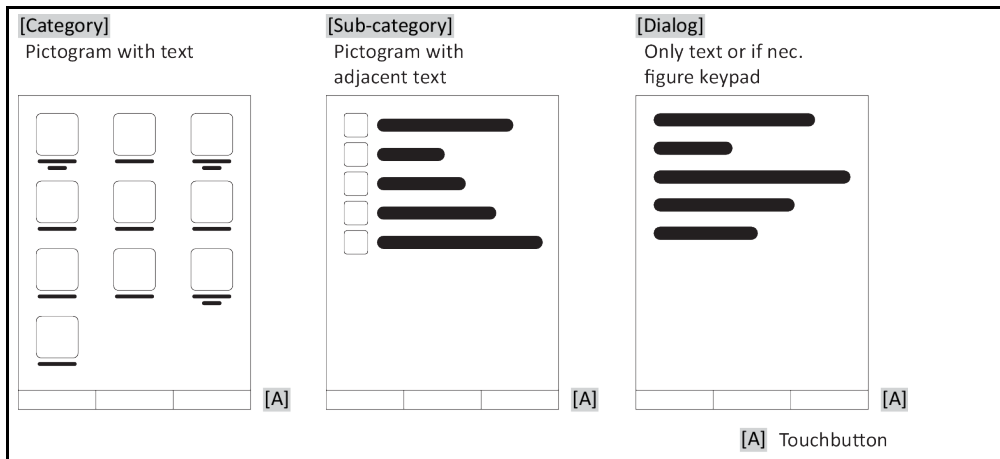 [Category]
Pictogram with text
[Sub-category]
Pictogram with
adjacent text
[Dialog]
Only text or if nec.
figure keypad
[A]
[A]
[A]
[A] Touchbutton